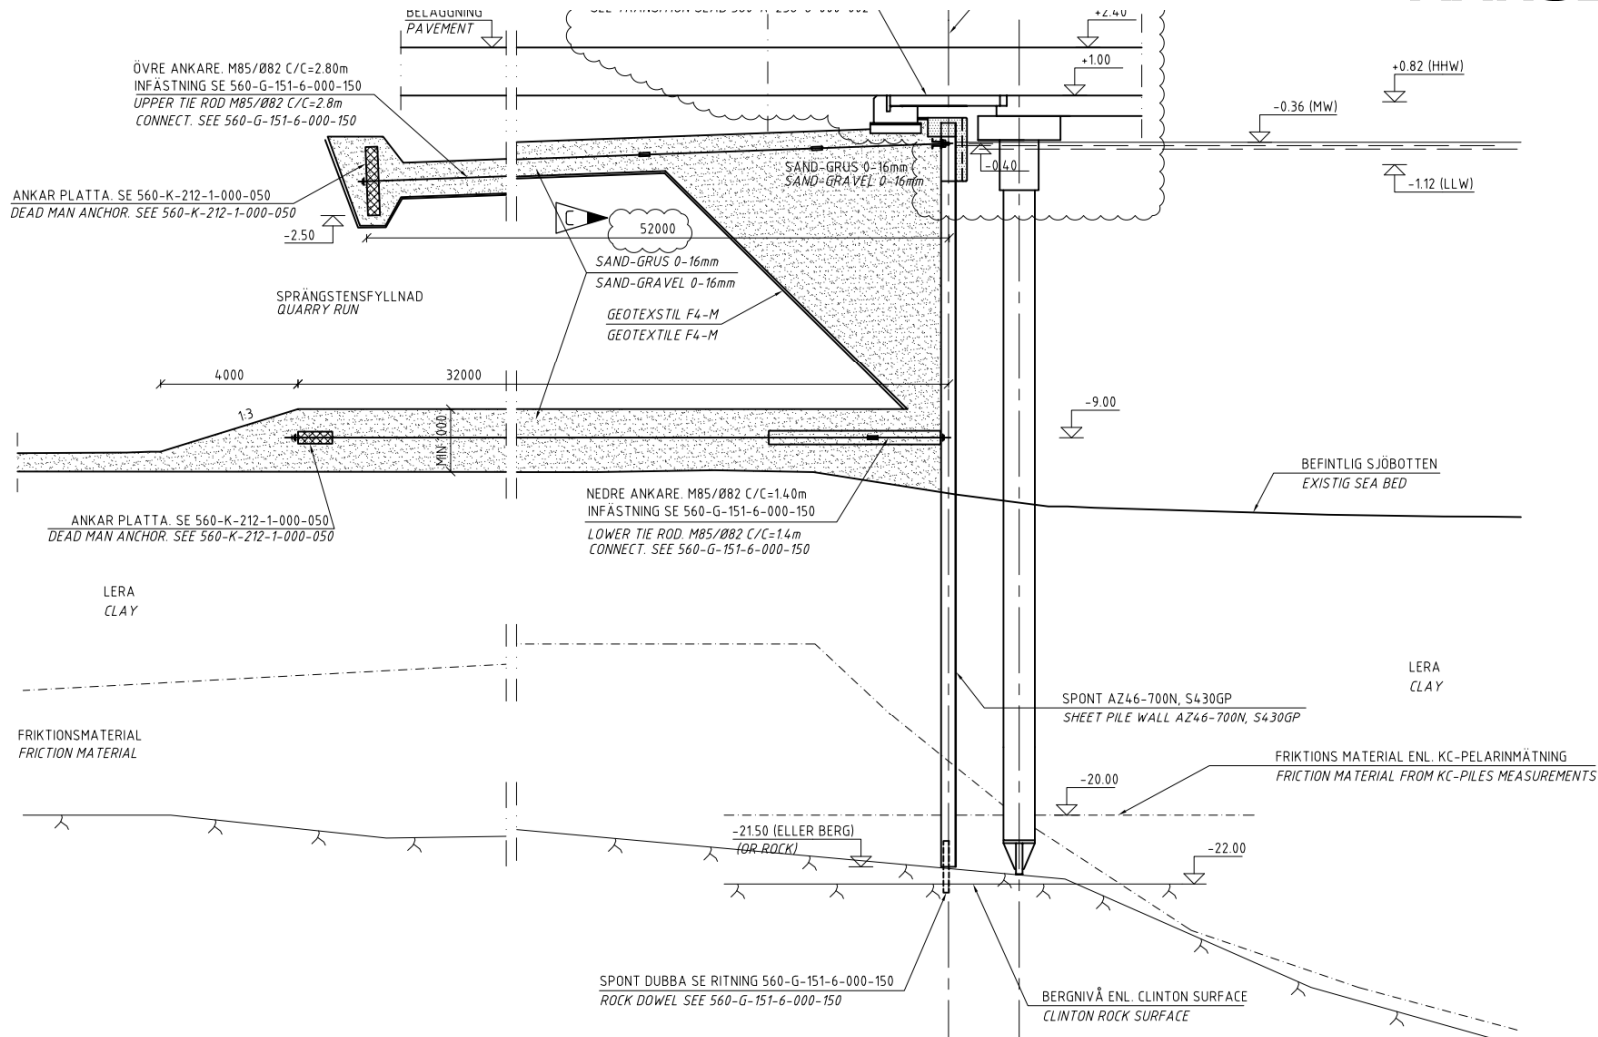 BELÄGGNING
PAVEMENT
+2.40
+1.00
+0.82 (HHW)
-0.36 (MW)
-0.40
-1.12 (LLW)
ÖVRE ANKARE. M85/Ø82 C/C=2.80m
INFÄSTNING SE 560-G-151-6-000-150
UPPER TIE ROD M85/Ø82 C/C=2.8m
CONNECT. SEE 560-G-151-6-000-150
ANKAR PLATTA. SE 560-K-212-1-000-050
DEAD MAN ANCHOR. SEE 560-K-212-1-000-050
-2.50
SAND-GRUS 0-16mm
SAND-GRAVEL 0-16mm
52000
C
SAND-GRUS 0-16mm
SAND-GRAVEL 0-16mm
SPRÄNGSTENSFYLLNAD
QUARRY RUN
GEOTEXSTIL F4-M
GEOTEXTILE F4-M
4000
32000
1:3
MIN 1000
-9.00
BEFINTLIG SJÖBOTTEN
EXISTIG SEA BED
NEDRE ANKARE. M85/Ø82 C/C=1.40m
INFÄSTNING SE 560-G-151-6-000-150
LOWER TIE ROD. M85/Ø82 C/C=1.4m
CONNECT. SEE 560-G-151-6-000-150
ANKAR PLATTA. SE 560-K-212-1-000-050
DEAD MAN ANCHOR. SEE 560-K-212-1-000-050
LERA
CLAY
LERA
CLAY
SPONT AZ46-700N, S430GP
SHEET PILE WALL AZ46-700N, S430GP
FRIKTIONSMATERIAL
FRICTION MATERIAL
FRIKTIONS MATERIAL ENL. KC-PELARINMÄTNING
FRICTION MATERIAL FROM KC-PILES MEASUREMENTS
-20.00
-21.50 (ELLER BERG)
(OR ROCK)
-22.00
SPONT DUBBA SE RITNING 560-G-151-6-000-150
ROCK DOWEL SEE 560-G-151-6-000-150
BERGNIVÅ ENL. CLINTON SURFACE
CLINTON ROCK SURFACE